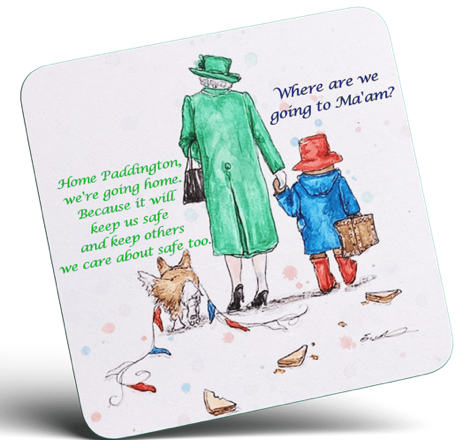 Where are we
going to Ma'am?
Home Paddington,
we're going home.
Because it will
keep us safe
and keep others
we care about safe too.